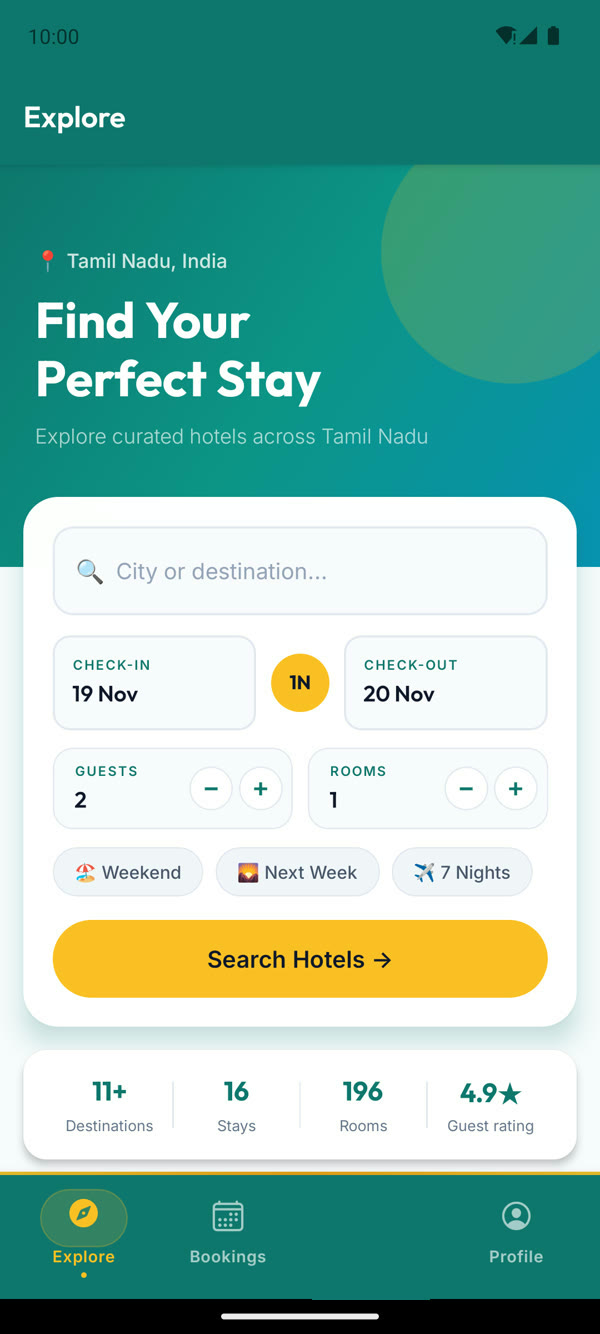 10:00
Explore
📍 Tamil Nadu, India
Find Your
Perfect Stay
Explore curated hotels across Tamil Nadu
🔍 City or destination...
CHECK-IN
19 Nov
1N
CHECK-OUT
20 Nov
GUESTS
2
− +
ROOMS
1
− +
🏖️ Weekend
🌄 Next Week
✈️ 7 Nights
Search Hotels →
11+
Destinations
16
Stays
196
Rooms
4.9★
Guest rating
Explore
Bookings
Profile